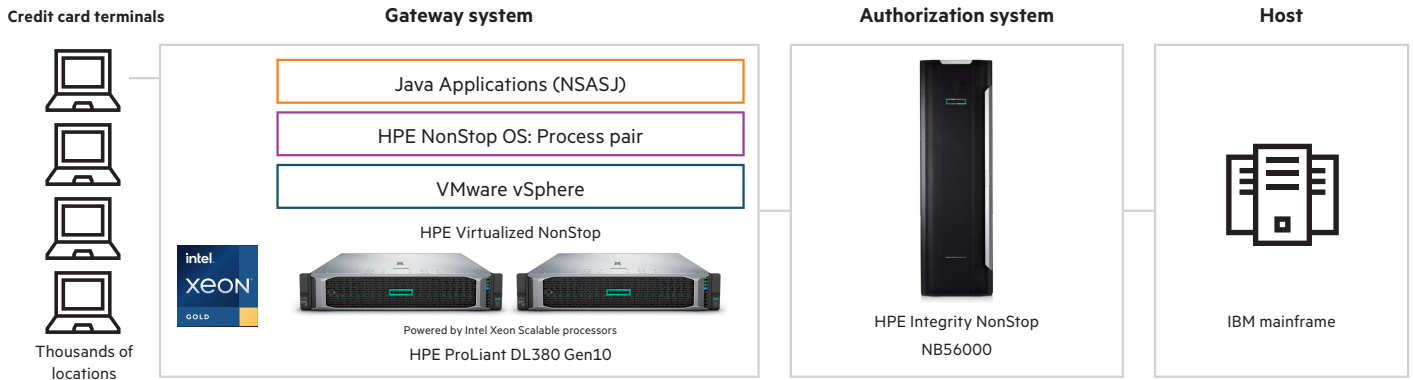 Credit card terminals
Gateway system
Authorization system
Host
Java Applications (NSASJ)
HPE NonStop OS: Process pair
VMware vSphere
HPE Virtualized NonStop
intel.
xeon
GOLD
Powered by Intel Xeon Scalable processors
HPE ProLiant DL380 Gen10
Thousands of
locations
HPE Integrity NonStop
NB56000
IBM mainframe